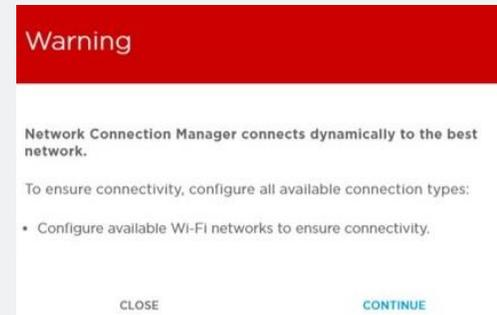 Warning
Network Connection Manager connects dynamically to the best
network.
To ensure connectivity, configure all available connection types:
• Configure available Wi-Fi networks to ensure connectivity.
CLOSE CONTINUE